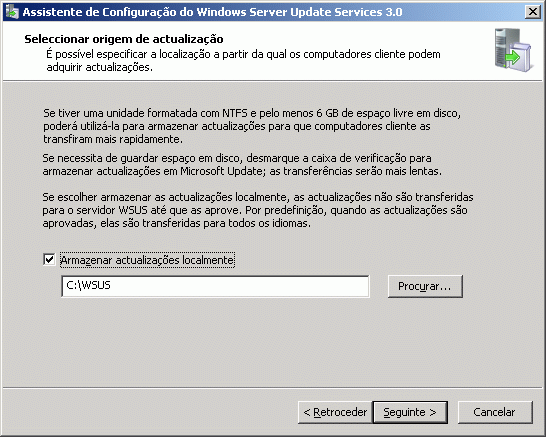 Assistente de Configuração do Windows Server Update Services 3.0
Seleccionar origem de actualização
É possível especificar a localização a partir da qual os computadores cliente podem
adquirir actualizações.
Se tiver uma unidade formatada com NTFS e pelo menos 6 GB de espaço livre em disco,
poderá utilizá-la para armazenar actualizações para que computadores cliente as
transfiram mais rapidamente.
Se necessita de guardar espaço em disco, desmarque a caixa de verificação para
armazenar actualizações em Microsoft Update; as transferências serão mais lentas.
Se escolher armazenar as actualizações localmente, as actualizações não são transferidas
para o servidor WSUS até que as aprove. Por predefinição, quando as actualizações são
aprovadas, elas são transferidas para todos os idiomas.
Armazenar actualizações localmente
C:\WSUS
Procurar...
< Retroceder
Seguinte >
Cancelar